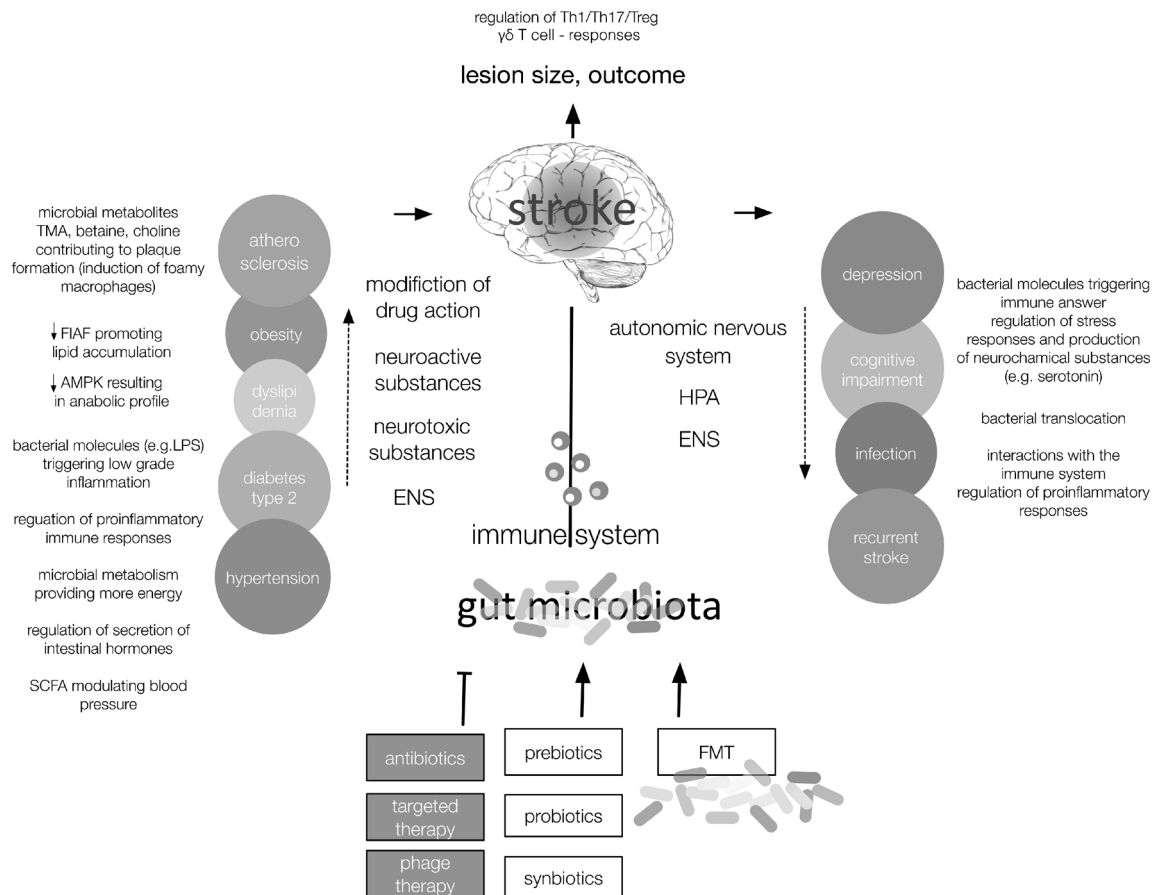 regulation of Th1/Th17/Treg
γδ T cell - responses
lesion size, outcome
stroke
microbial metabolites
TMA, betaine, choline
contributing to plaque
formation (induction of foamy
macrophages)
↓ FIAF promoting
lipid accumulation
↓ AMPK resulting
in anabolic profile
bacterial molecules (e.g.LPS)
triggering low grade
inflammation
reguation of proinflammatory
immune responses
microbial metabolism
providing more energy
regulation of secretion of
intestinal hormones
SCFA modulating blood
pressure
athero
sclerosis
obesity
dyslipi
demia
diabetes
type 2
hypertension
modifiction of
drug action
neuroactive
substances
neurotoxic
substances
ENS
autonomic nervous
system
HPA
ENS
immune system
depression
cognitive
impairment
infection
recurrent
stroke
bacterial molecules triggering
immune answer
regulation of stress
responses and production
of neurochamical substances
(e.g. serotonin)
bacterial translocation
interactions with the
immune system
regulation of proinflammatory
responses
gut microbiota
antibiotics
targeted
therapy
phage
therapy
prebiotics
probiotics
synbiotics
FMT